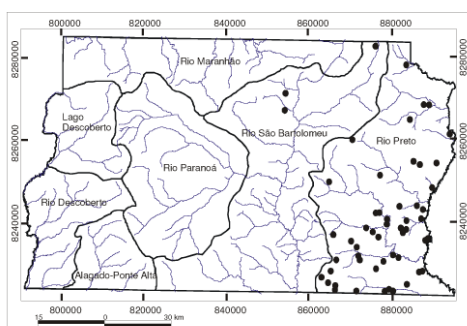 800000 820000 840000 860000 880000
8280000
8280000
Rio Maranhão
Lago
Descoberto
Rio São Bartolomeu
Rio Preto
8260000
8260000
Rio Paranoá
Rio Descoberto
8240000
8240000
Alagado-Ponte Alta
800000 820000 840000 860000 880000
15 0 30 km